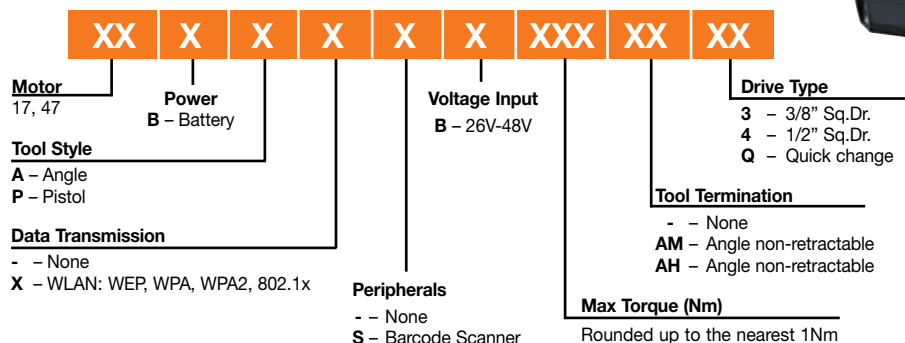 XX X X X X X XXX XX XX
Motor
17, 47
Power
B – Battery
Voltage Input
B – 26V-48V
Drive Type
3 – 3/8” Sq.Dr.
4 – 1/2” Sq.Dr.
Q – Quick change
Tool Style
A – Angle
P – Pistol
Tool Termination
- – None
AM – Angle non-retractable
AH – Angle non-retractable
Data Transmission
- – None
X – WLAN: WEP, WPA, WPA2, 802.1x
Peripherals
- – None
S – Barcode Scanner
Max Torque (Nm)
Rounded up to the nearest 1Nm